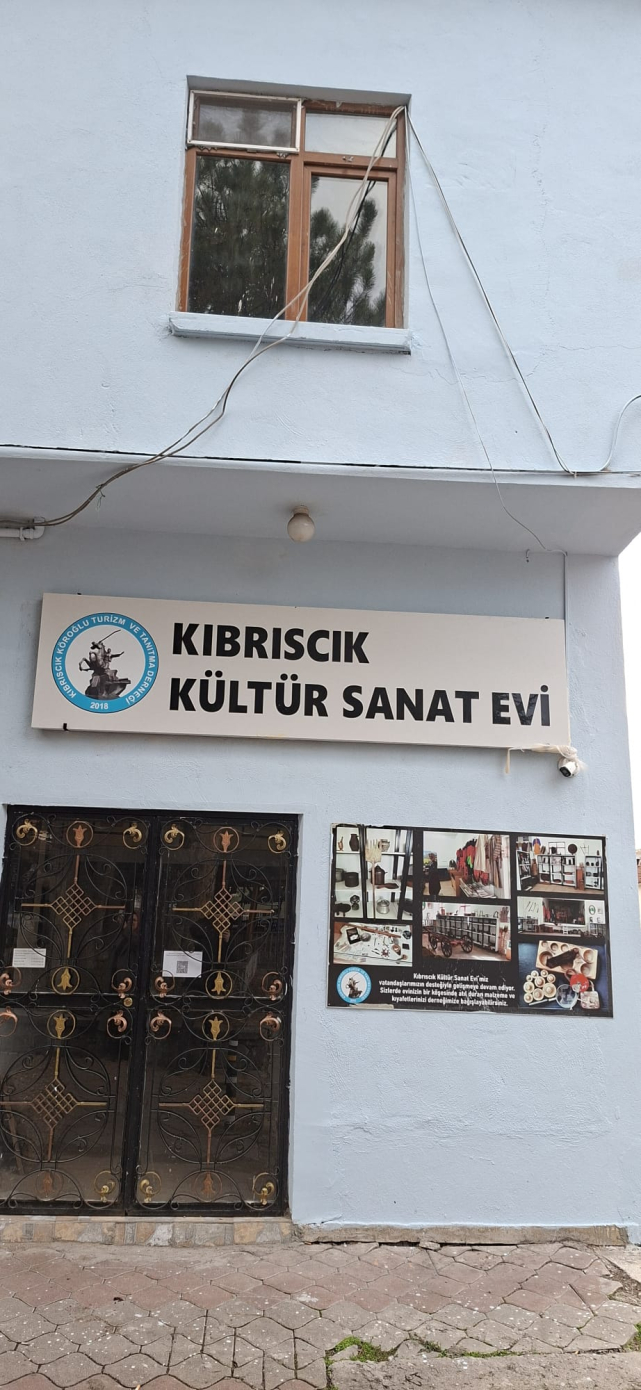 KIBRISCIK KÖROĞLU TURİZM VE TANITMA DERNEĞİ
2018
KIBRISCIK
KÜLTÜR SANAT EVİ
Kıbrıscık Kültür Sanat Evi'miz
vatandaşlarımızın desteğiyle gelişmeye devam ediyor.
Sizlerde evinizin bir köşesinde atıl duran malzeme ve
kıyafetlerinizi derneğimize bağışlayabilirsiniz.